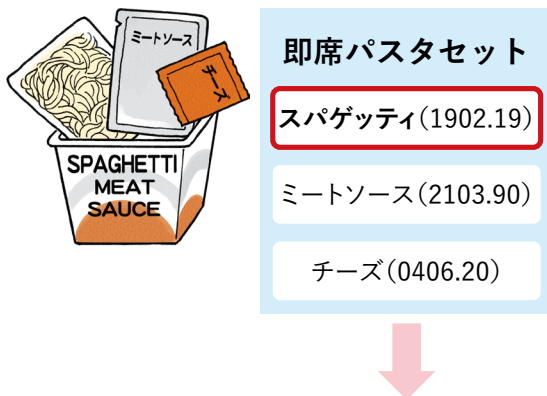 ミートソース
チーズ
SPAGHETTI
MEAT
SAUCE
即席パスタセット
スパゲッティ(1902.19)
ミートソース(2103.90)
チーズ(0406.20)